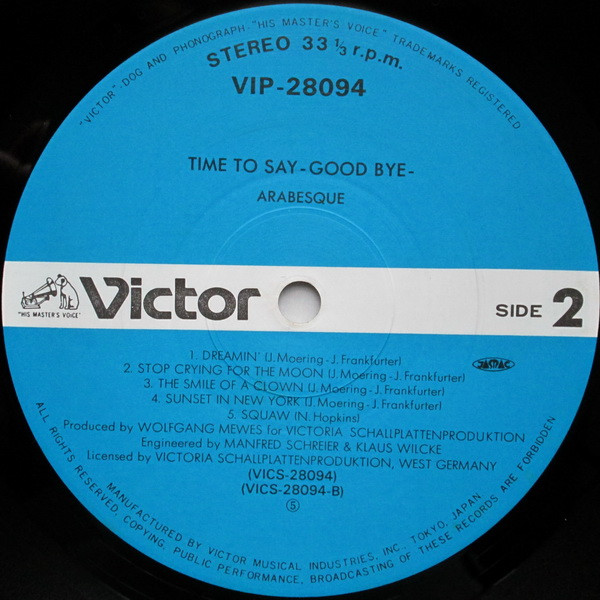 "VICTOR"·DOG AND PHONOGRAPH·"HIS MASTER'S VOICE" TRADEMARKS REGISTERED
STEREO 33 1/3 r.p.m.
VIP-28094
TIME TO SAY-GOOD BYE-
ARABESQUE
"HIS MASTER'S VOICE"
Victor
SIDE 2
1. DREAMIN' (J. Moering-J. Frankfurter)
2. STOP CRYING FOR THE MOON (J. Moering-J. Frankfurter)
3. THE SMILE OF A CLOWN (J. Moering-J. Frankfurter)
4. SUNSET IN NEW YORK (J. Moering-J. Frankfurter)
5. SQUAW (N. Hopkins)
JASRAC
Produced by WOLFGANG MEWES for VICTORIA SCHALLPLATTENPRODUKTION
Engineered by MANFRED SCHREIER & KLAUS WILCKE
Licensed by VICTORIA SCHALLPLATTENPRODUKTION, WEST GERMANY
(VICS-28094)
(VICS-28094-B)
⑤
MANUFACTURED BY VICTOR MUSICAL INDUSTRIES, INC. TOKYO, JAPAN
ALL RIGHTS RESERVED, COPYING, PUBLIC PERFORMANCE, BROADCASTING OF THESE RECORDS ARE FORBIDDEN